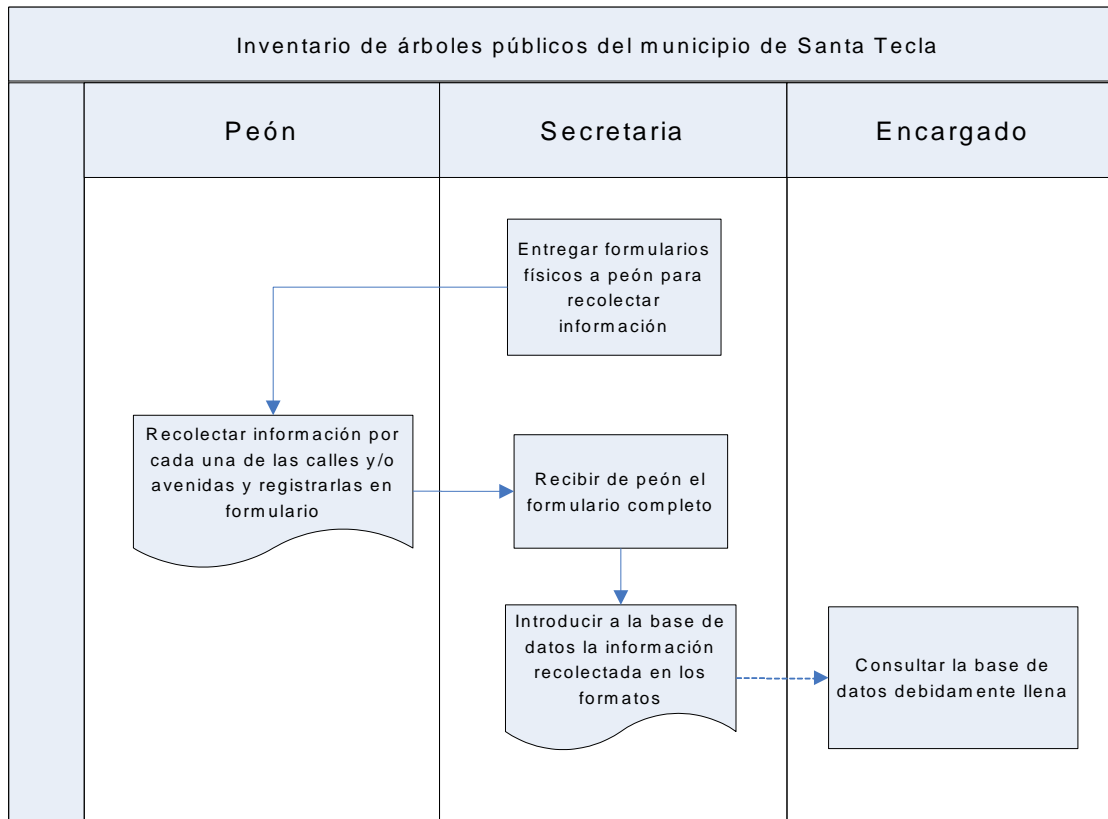 Inventario de árboles públicos del municipio de Santa Tecla
Peón
Secretaria
Encargado
Entregar formularios
físicos a peón para
recolectar
información
Recolectar información por
cada una de las calles y/o
avenidas y registrarlas en
formulario
Recibir de peón el
formulario completo
Introducir a la base de
datos la información
recolectada en los
formatos
Consultar la base de
datos debidamente llena